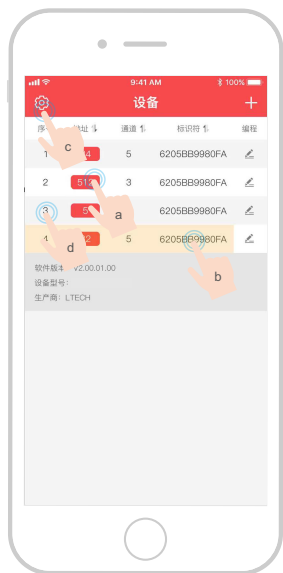 9:41 AM 100%
设备 +
序 地址 通道 标识符 编程
1 4 5 6205BB9980FA
c
2 512 3 6205BB9980FA
3 5 6205BB9980FA
a
4 2 5 6205BB9980FA
d
软件版本 V2.00.01.00
b
设备型号:
生产商: LTECH